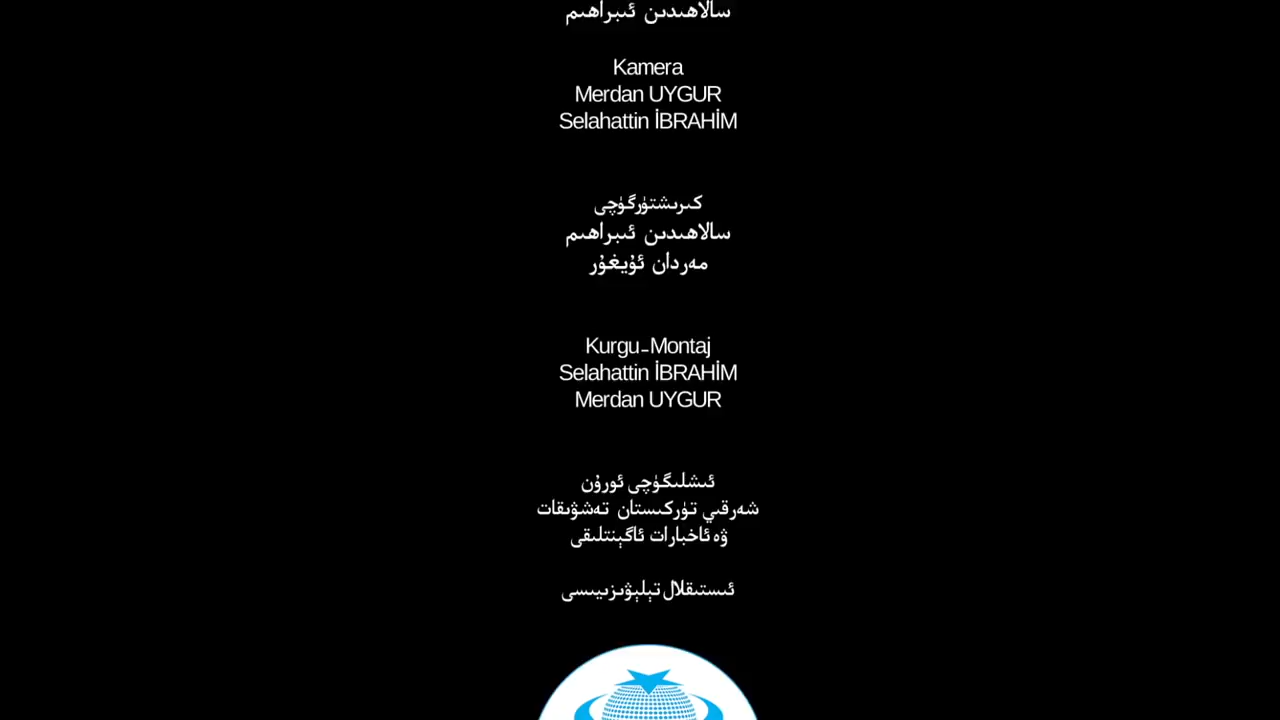 سالاھىدىن ئىبراھىم
Kamera
Merdan UYGUR
Selahattin İBRAHİM
كىرىشتۈرگۈچى
سالاھىدىن ئىبراھىم
مەردان ئۇيغۇر
Kurgu-Montaj
Selahattin İBRAHİM
Merdan UYGUR
ئىشلىگۈچى ئورۇن
شەرقىي تۈركىستان تەشۋىقات
ۋە ئاخبارات ئاگېنتلىقى
ئىستىقلال تېلېۋىزىيىسى